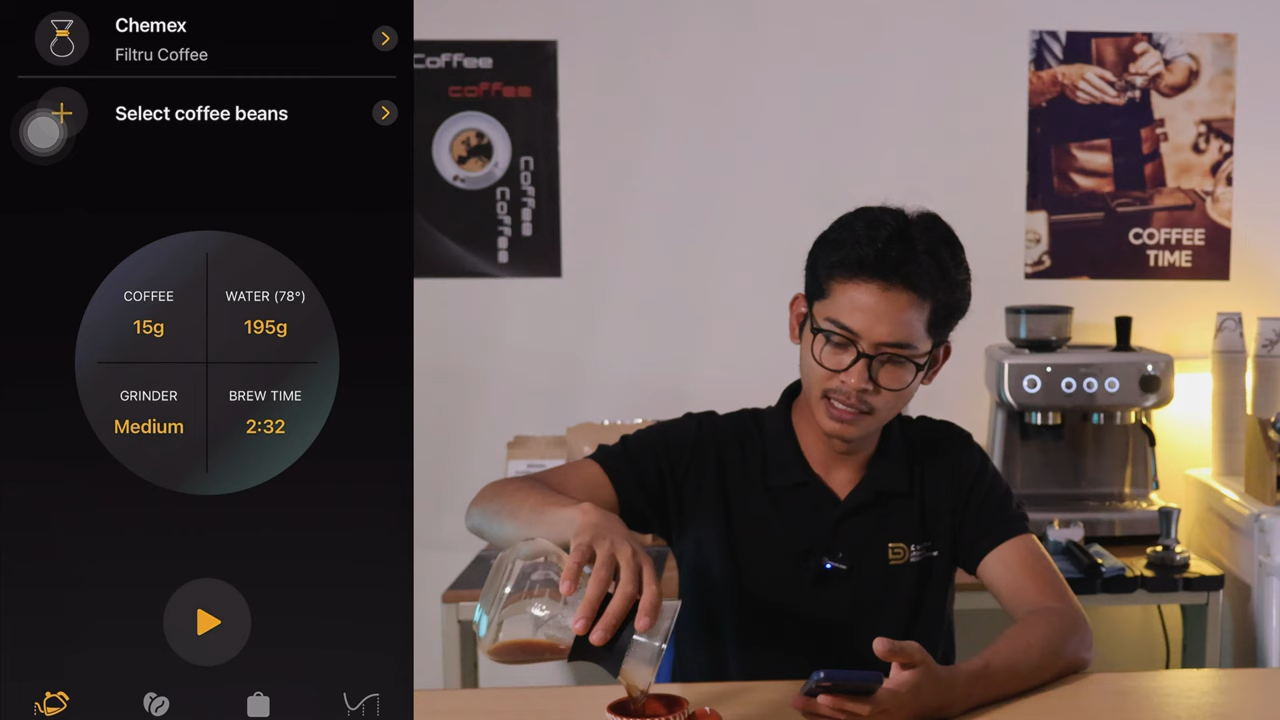 Chemex
Filtru Coffee
Select coffee beans
COFFEE
15g
WATER (78°)
195g
GRINDER
Medium
BREW TIME
2:32
Coffee
coffee
Coffee
Coffee
COFFEE
TIME